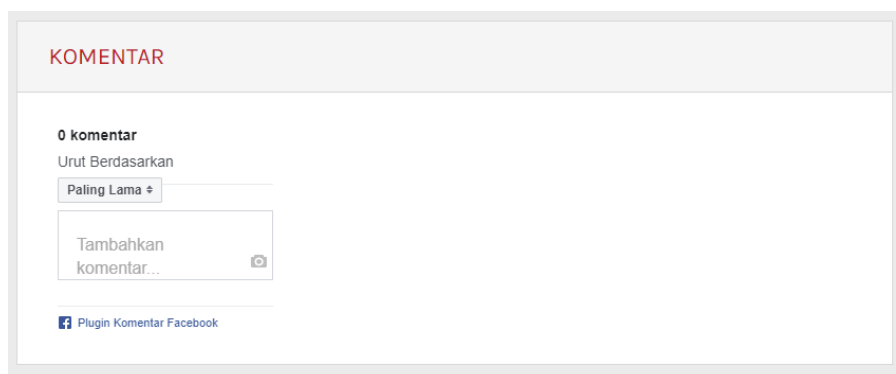 KOMENTAR
0 komentar
Urut Berdasarkan
Paling Lama
Tambahkan
komentar...
Plugin Komentar Facebook